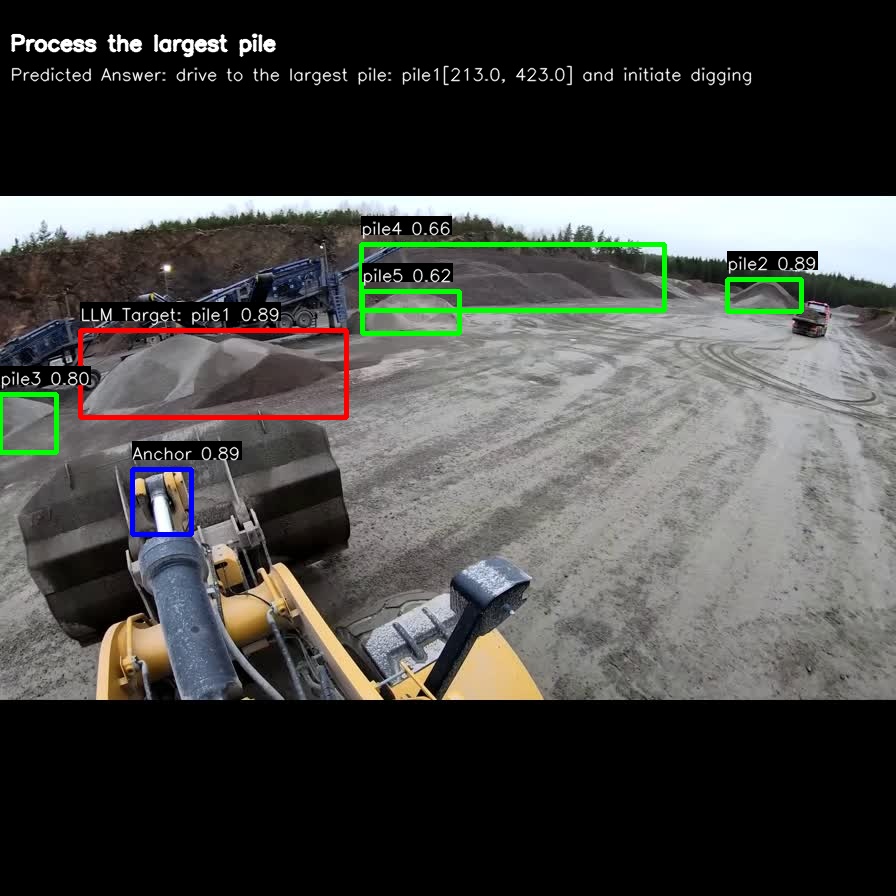 Process the largest pile
Predicted Answer: drive to the largest pile: pile1[213.0, 423.0] and initiate digging
pile4 0.66
pile2 0.89
pile5 0.62
LLM Target: pile1 0.89
pile3 0.80
Anchor 0.89